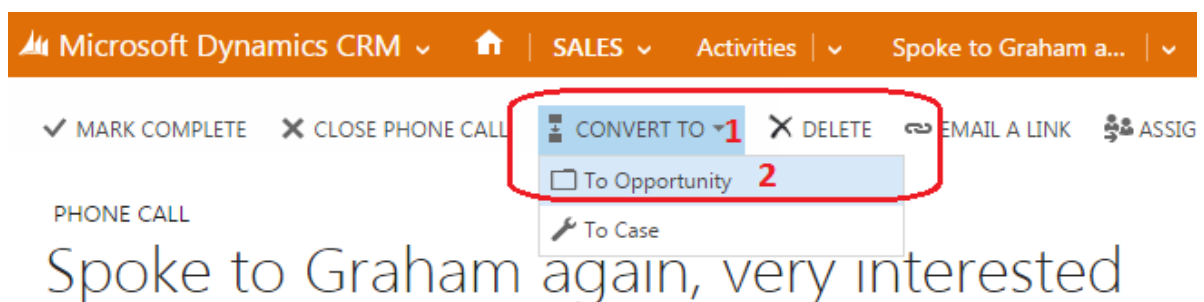 Microsoft Dynamics CRM SALES Activities Spoke to Graham a...
MARK COMPLETE CLOSE PHONE CALL CONVERT TO 1 DELETE EMAIL A LINK ASSIG
To Opportunity 2
PHONE CALL
To Case
Spoke to Graham again, very interested